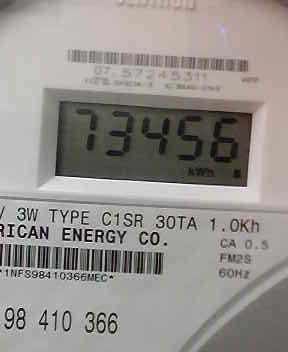 07 57245311
73456
kWh
V 3W TYPE C1SR 30TA 1.0Kh
RICAN ENERGY CO.
CA 0.5
FM2S
60Hz
*1NFS98410366MEC*
98 410 366